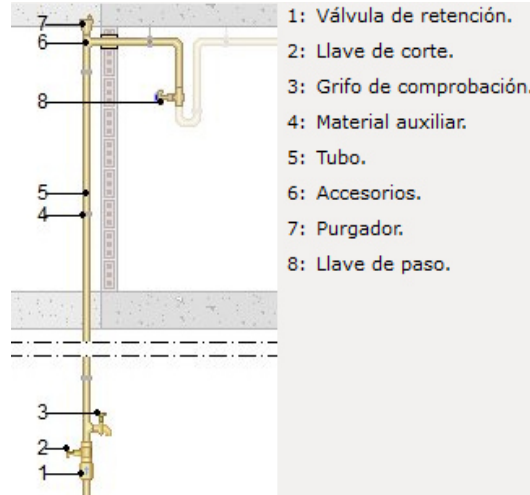 7
6
8
5
4
3
2
1
1: Válvula de retención.
2: Llave de corte.
3: Grifo de comprobación.
4: Material auxiliar.
5: Tubo.
6: Accesorios.
7: Purgador.
8: Llave de paso.